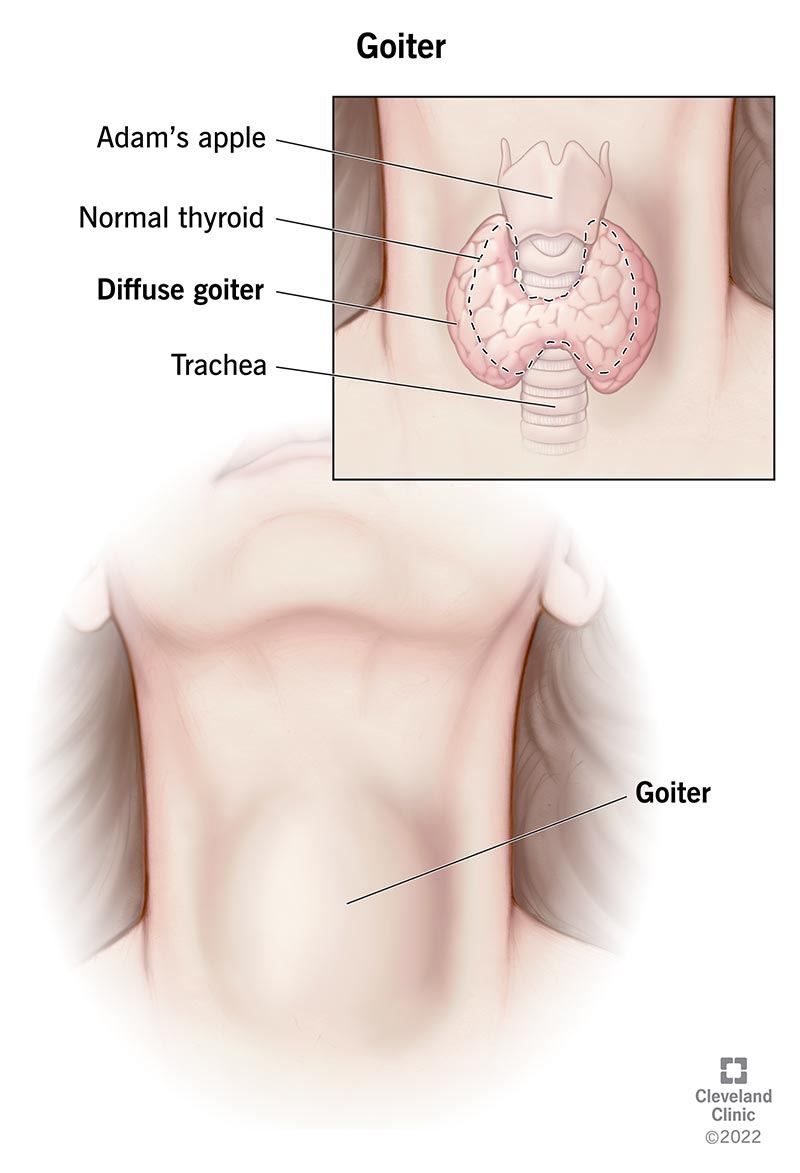 Goiter
Adam’s apple
Normal thyroid
Diffuse goiter
Trachea
Goiter
Cleveland
Clinic
©2022